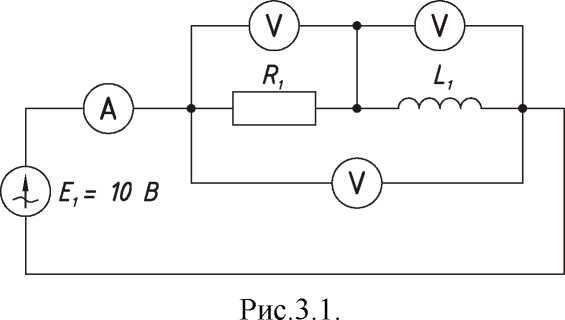 V V
R₁ L₁
A
V
E₁ = 10 В
Рис.3.1.